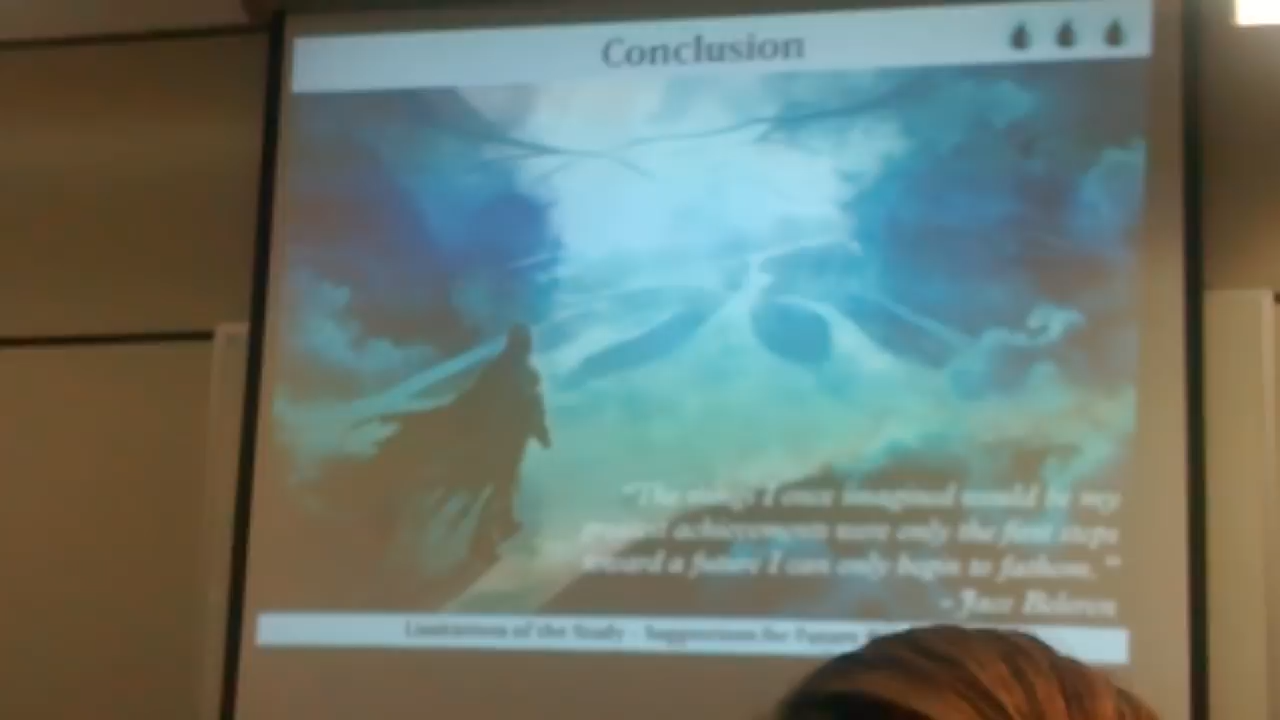 Conclusion
"The things I once imagined would be my
greatest achievements were only the first steps
toward a future I can only begin to fathom."
- Jace Beleren
Limitations of the Study - Suggestions for Future